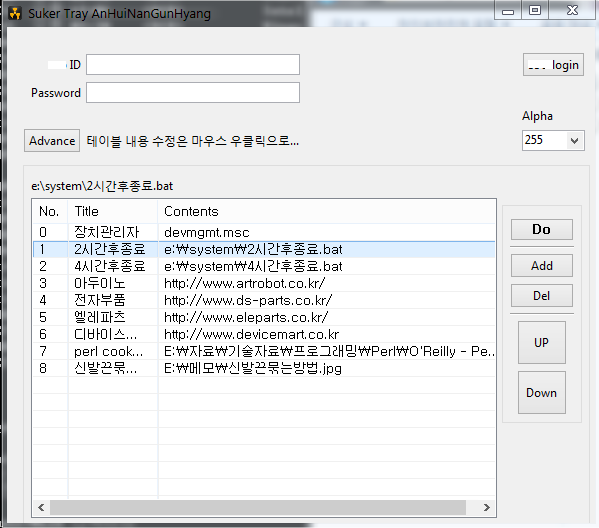 Suker Tray AnHuiNanGunHyang
ID
login
Password
Alpha
Advance 테이블 내용 수정은 마우스 우클릭으로...
255
e:\system\2시간후종료.bat
No. Title Contents
0 장치관리자 devmgmt.msc
1 2시간후종료 e:₩system₩2시간후종료.bat
2 4시간후종료 e:₩system₩4시간후종료.bat
3 아두이노 http://www.artrobot.co.kr/
4 전자부품 http://www.ds-parts.co.kr/
5 엘레파츠 http://www.eleparts.co.kr/
6 디바이스... http://www.devicemart.co.kr
7 perl cook... E:₩자료₩기술자료₩프로그래밍₩Perl₩O'Reilly - Pe...
8 신발끈묶... E:₩메모₩신발끈묶는방법.jpg
Do
Add
Del
UP
Down